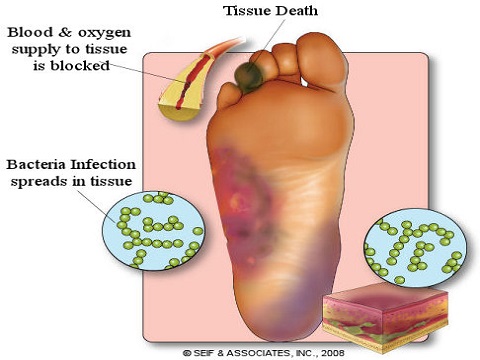 Tissue Death
Blood & oxygen
supply to tissue
is blocked
Bacteria Infection
spreads in tissue
© SEIF & ASSOCIATES, INC., 2008